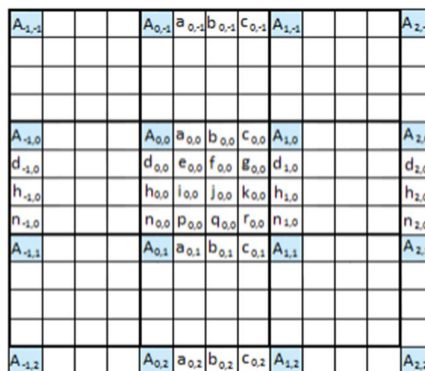 A-1,-1 A0,-1 a0,-1 b0,-1 c0,-1 A1,-1 A2,-
A-1,0 A0,0 a0,0 b0,0 c0,0 A1,0 A2,0
d-1,0 d0,0 e0,0 f0,0 g0,0 d1,0 d2,0
h-1,0 h0,0 i0,0 j0,0 k0,0 h1,0 h2,0
n-1,0 n0,0 p0,0 q0,0 r0,0 n1,0 n2,0
A-1,1 A0,1 a0,1 b0,1 c0,1 A1,1 A2,
A-1,2 A0,2 a0,2 b0,2 c0,2 A1,2 A2,2